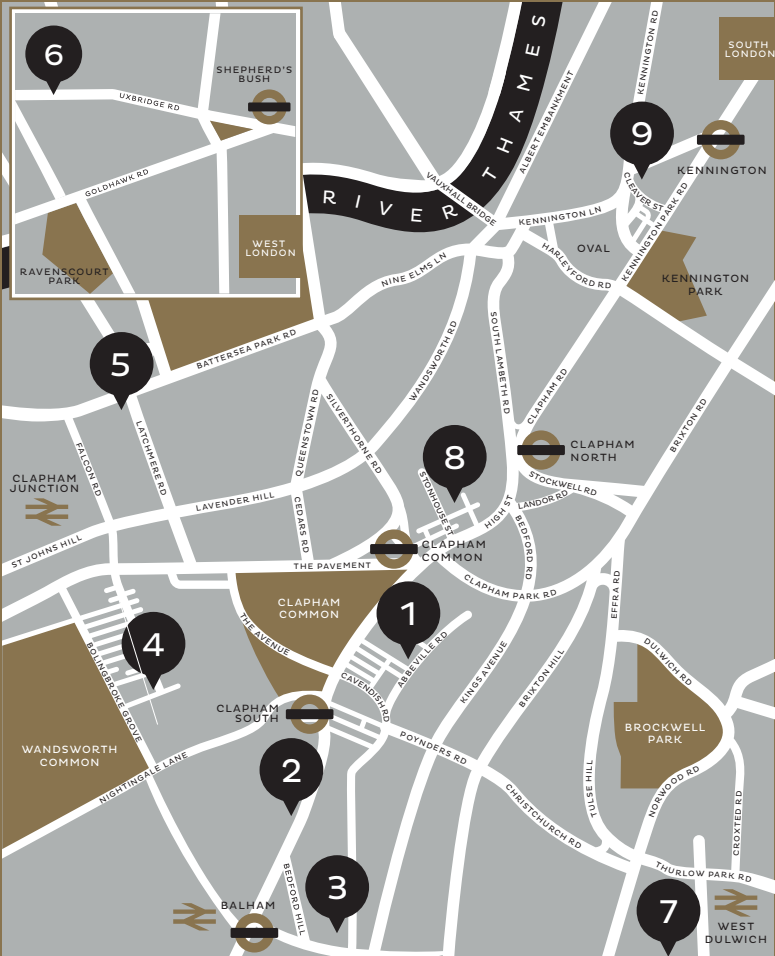 6
SHEPHERD'S
BUSH
UXBRIDGE RD
GOLDHAWK RD
WEST
LONDON
RAVENSCOURT
PARK
RIVER THAMES
ALBERT EMBANKMENT
KENNINGTON RD
SOUTH
LONDON
9
KENNINGTON
VAUXHALL BRIDGE
CLEAVER ST
KENNINGTON LN
KENNINGTON PARK RD
OVAL
HARLEYFORD RD
KENNINGTON
PARK
NINE ELMS LN
BATTERSEA PARK RD
5
SOUTH LAMBETH RD
WANDSWORTH RD
CLAPHAM RD
BRIXTON RD
QUEENSTOWN RD
SILVERTHORNE RD
LATCHMERE RD
FALCON RD
8
CLAPHAM
NORTH
STOCKWELL RD
LANDOR RD
STONHOUSE ST
HIGH ST
BEDFORD RD
CLAPHAM
JUNCTION
LAVENDER HILL
CEDARS RD
ST JOHNS HILL
CLAPHAM
COMMON
THE PAVEMENT
CLAPHAM PARK RD
EFFRA RD
CLAPHAM
COMMON
1
THE AVENUE
ABBEVILLE RD
CAVENDISH RD
KINGS AVENUE
BRIXTON HILL
DULWICH RD
4
BOLINGBROKE GROVE
CLAPHAM
SOUTH
BROCKWELL
PARK
POYNDERS RD
WANDSWORTH
COMMON
NIGHTINGALE LANE
2
TULSE HILL
NORWOOD RD
CHRISTCHURCH RD
CROXTED RD
THURLOW PARK RD
BEDFORD HILL
3
BALHAM
7
WEST
DULWICH